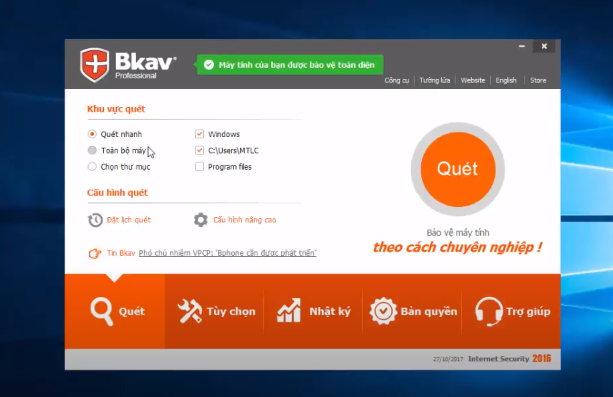 Bkav
Professional
Máy tính của bạn được bảo vệ toàn diện
Công cụ | Tường lửa | Website | English | Store
Khu vực quét
Quét nhanh
Windows
Toàn bộ máy
C:\Users\MTLC
Chọn thư mục
Program files
Cấu hình quét
Đặt lịch quét
Cấu hình nâng cao
Tin Bkav Phó chủ nhiệm VPCP: 'Bphone cần được phát triển'
Quét
Bảo vệ máy tính
theo cách chuyên nghiệp !
Quét
Tùy chọn
Nhật ký
Bản quyền
Trợ giúp
27/10/2017 Internet Security 2016